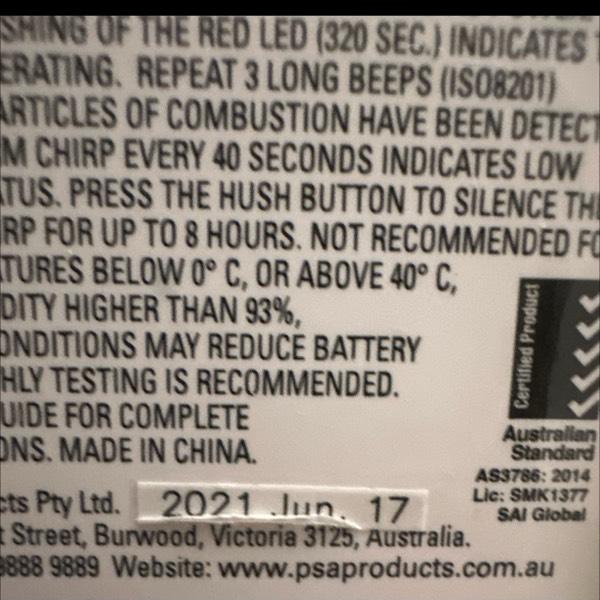 SHING OF THE RED LED (320 SEC.) INDICATES
ERATING. REPEAT 3 LONG BEEPS (ISO8201)
ARTICLES OF COMBUSTION HAVE BEEN DETECT
M CHIRP EVERY 40 SECONDS INDICATES LOW
TUS. PRESS THE HUSH BUTTON TO SILENCE TH
RP FOR UP TO 8 HOURS. NOT RECOMMENDED FO
TURES BELOW 0° C, OR ABOVE 40° C,
DITY HIGHER THAN 93%,
ONDITIONS MAY REDUCE BATTERY
HLY TESTING IS RECOMMENDED.
UIDE FOR COMPLETE
ONS. MADE IN CHINA.
Certified Product
Australian
Standard
AS3786: 2014
Lic: SMK1377
SAI Global
cts Pty Ltd.
2021 Jun. 17
t Street, Burwood, Victoria 3125, Australia.
9888 9889 Website: www.psaproducts.com.au